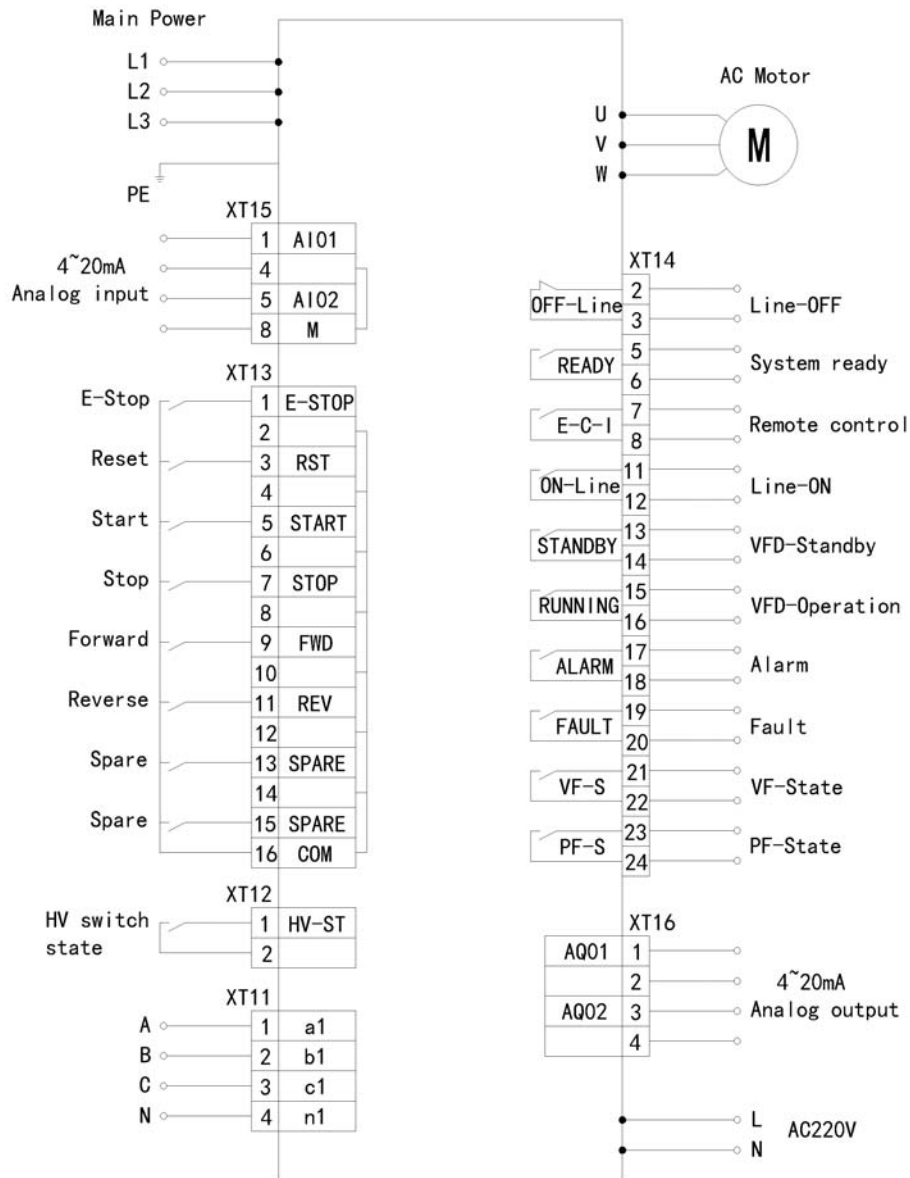 Main Power
L1
L2
L3
PE
AC Motor
U
V
W
M
XT15
1 AI01
4
5 AI02
8 M
4~20mA
Analog input
XT13
E-Stop 1 E-STOP
2
Reset 3 RST
4
Start 5 START
6
Stop 7 STOP
8
Forward 9 FWD
10
Reverse 11 REV
12
Spare 13 SPARE
14
Spare 15 SPARE
16 COM
XT12
HV switch
state
1 HV-ST
2
XT11
A 1 a1
B 2 b1
C 3 c1
N 4 n1
XT14
OFF-Line 2 3 Line-OFF
READY 5 6 System ready
E-C-I 7 8 Remote control
ON-Line 11 12 Line-ON
STANDBY 13 14 VFD-Standby
RUNNING 15 16 VFD-Operation
ALARM 17 18 Alarm
FAULT 19 20 Fault
VF-S 21 22 VF-State
PF-S 23 24 PF-State
XT16
AQ01 1
2
AQ02 3
4
4~20mA
Analog output
L
N
AC220V